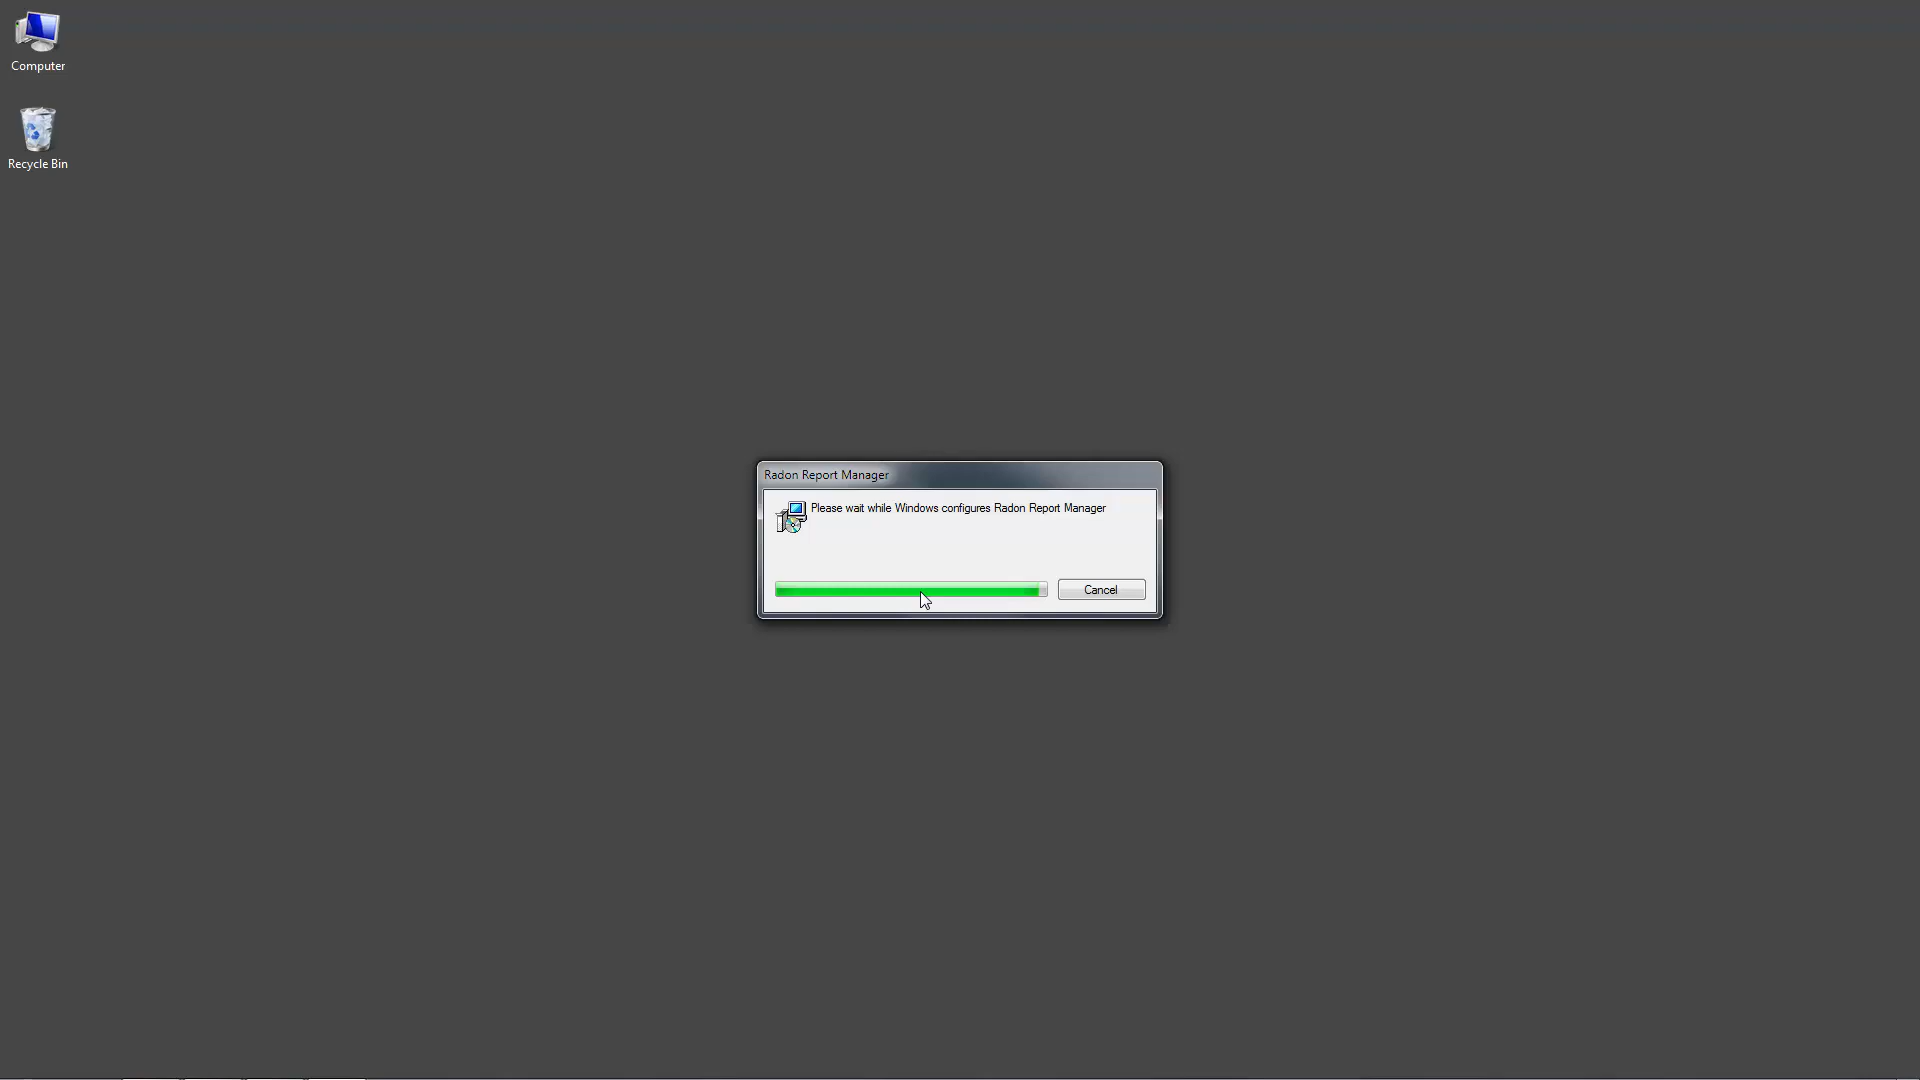 Computer
Recycle Bin
Radon Report Manager
Please wait while Windows configures Radon Report Manager
Cancel